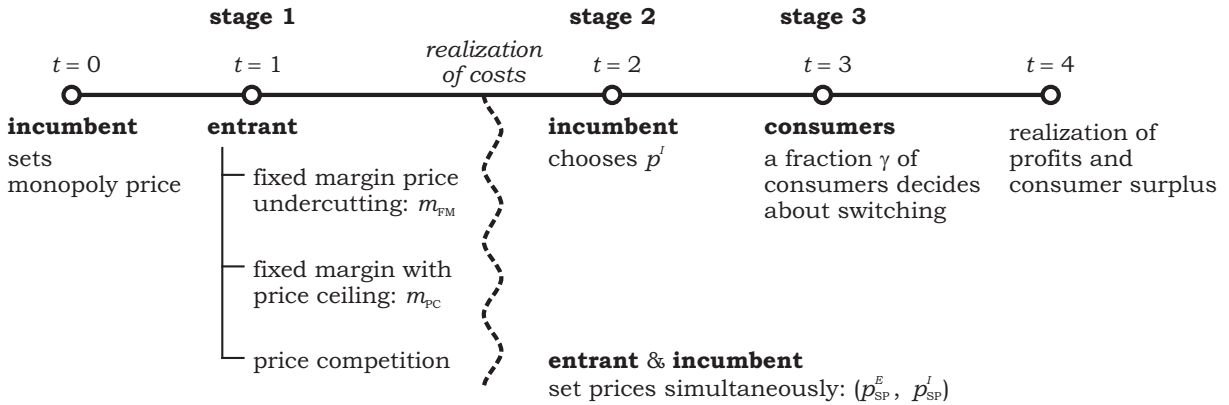 stage 1
stage 2
stage 3
realization
of costs
t = 0
t = 1
t = 2
t = 3
t = 4
incumbent
sets
monopoly price
entrant
fixed margin price
undercutting: m_FM
fixed margin with
price ceiling: m_PC
price competition
incumbent
chooses p^I
entrant & incumbent
set prices simultaneously: (p^E_SP , p^I_SP)
consumers
a fraction γ of
consumers decides
about switching
realization of
profits and
consumer surplus